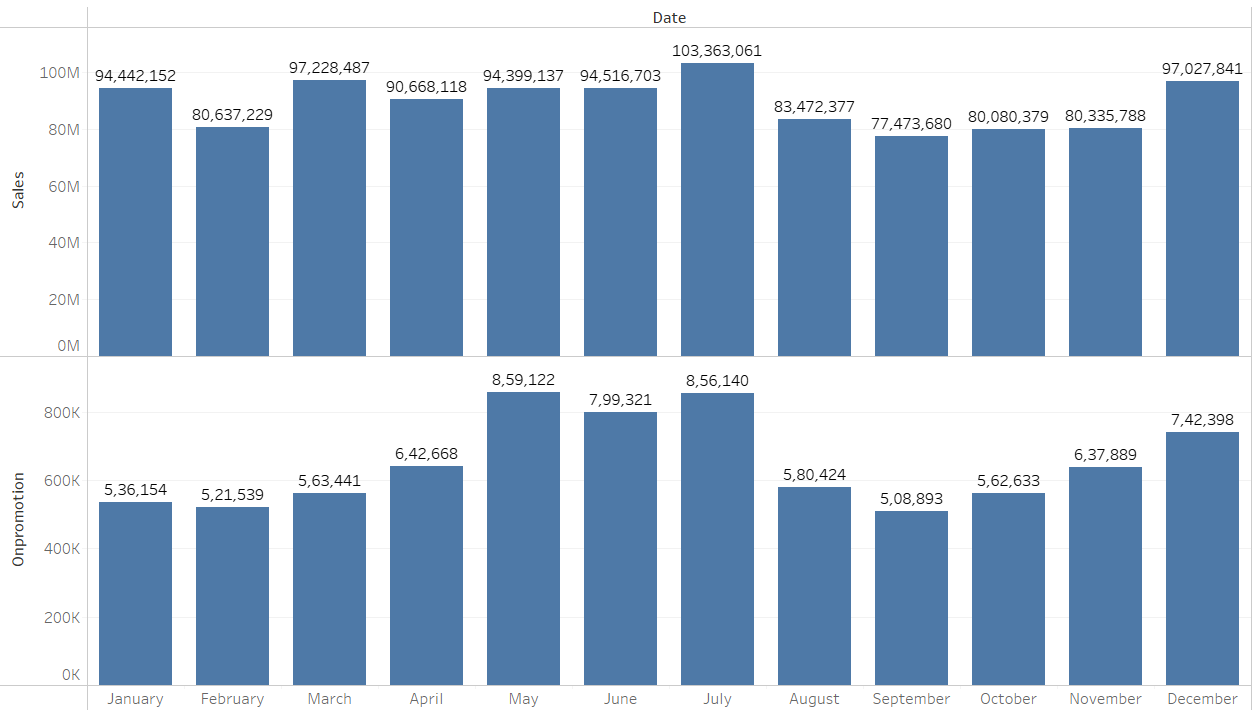 Date
103,363,061
97,228,487
94,442,152
94,399,137
94,516,703
97,027,841
90,668,118
80,637,229
83,472,377
77,473,680
80,080,379
80,335,788
100M
80M
60M
40M
20M
0M
Sales
8,59,122
7,99,321
8,56,140
7,42,398
6,42,668
6,37,889
5,36,154
5,21,539
5,63,441
5,80,424
5,08,893
5,62,633
800K
600K
400K
200K
0K
Onpromotion
January February March April May June July August September October November December